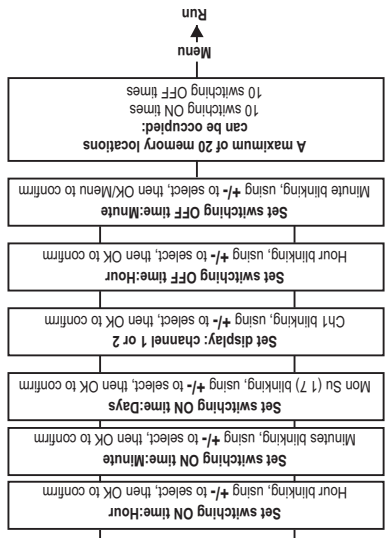 Set switching ON time:Hour
Hour blinking, using +/- to select, then OK to confirm
Set switching ON time:Minute
Minutes blinking, using +/- to select, then OK to confirm
Set switching ON time:Days
Mon Su (1 7) blinking, using +/- to select, then OK to confirm
Set display: channel 1 or 2
Ch1 blinking, using +/- to select, then OK to confirm
Set switching OFF time:Hour
Hour blinking, using +/- to select, then OK to confirm
Set switching OFF time:Mnute
Minute blinking, using +/- to select, then OK/Menu to confirm
A maximum of 20 memory locations
can be occupied:
10 switching ON times
10 switching OFF times
Menu
Run